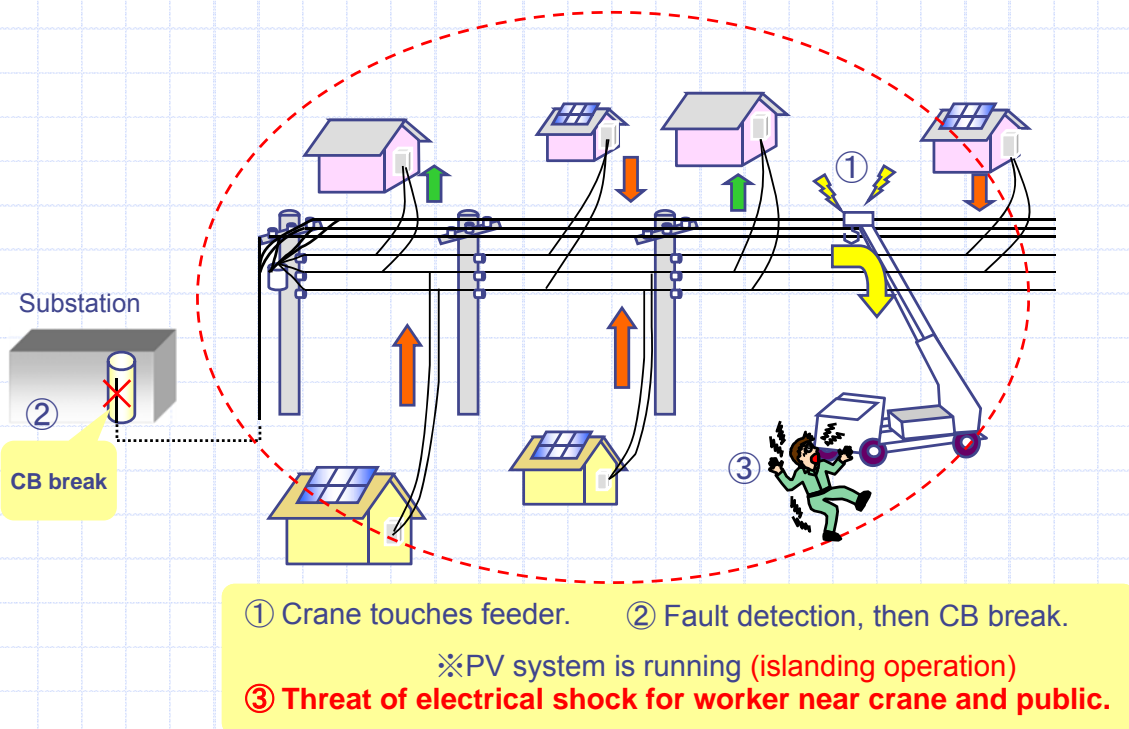 ①
Substation
②
CB break
③
① Crane touches feeder. ② Fault detection, then CB break.
※PV system is running (islanding operation)
③ Threat of electrical shock for worker near crane and public.